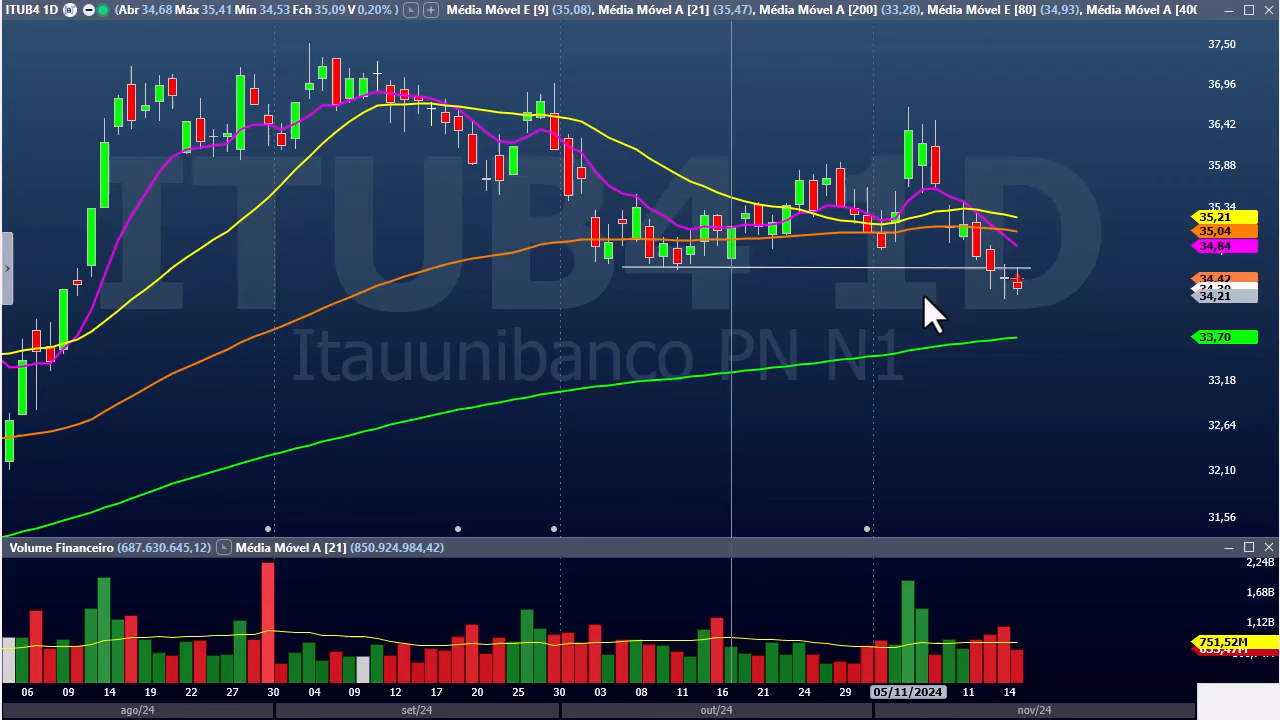 ITUB4 1D (Abr 34,68 Máx 35,41 Mín 34,53 Fch 35,09 V 0,20% ) Média Móvel E [9] (35,08), Média Móvel A [21] (35,47), Média Móvel A [200] (33,28), Média Móvel E [80] (34,93), Média Móvel A [400
37,50
36,96
36,42
35,88
35,34
35,21
35,04
34,84
34,42
34,21
33,70
33,18
32,64
32,10
31,56
ITUB4 1D
Itauunibanco PN N1
Volume Financeiro (687.630.645,12) Média Móvel A [21] (850.924.984,42)
2,24B
1,68B
1,12B
751,52M
06 09 14 19 22 27 30 04 09 12 17 20 25 30 03 08 11 16 21 24 29 05/11/2024 11 14
ago/24 set/24 out/24 nov/24